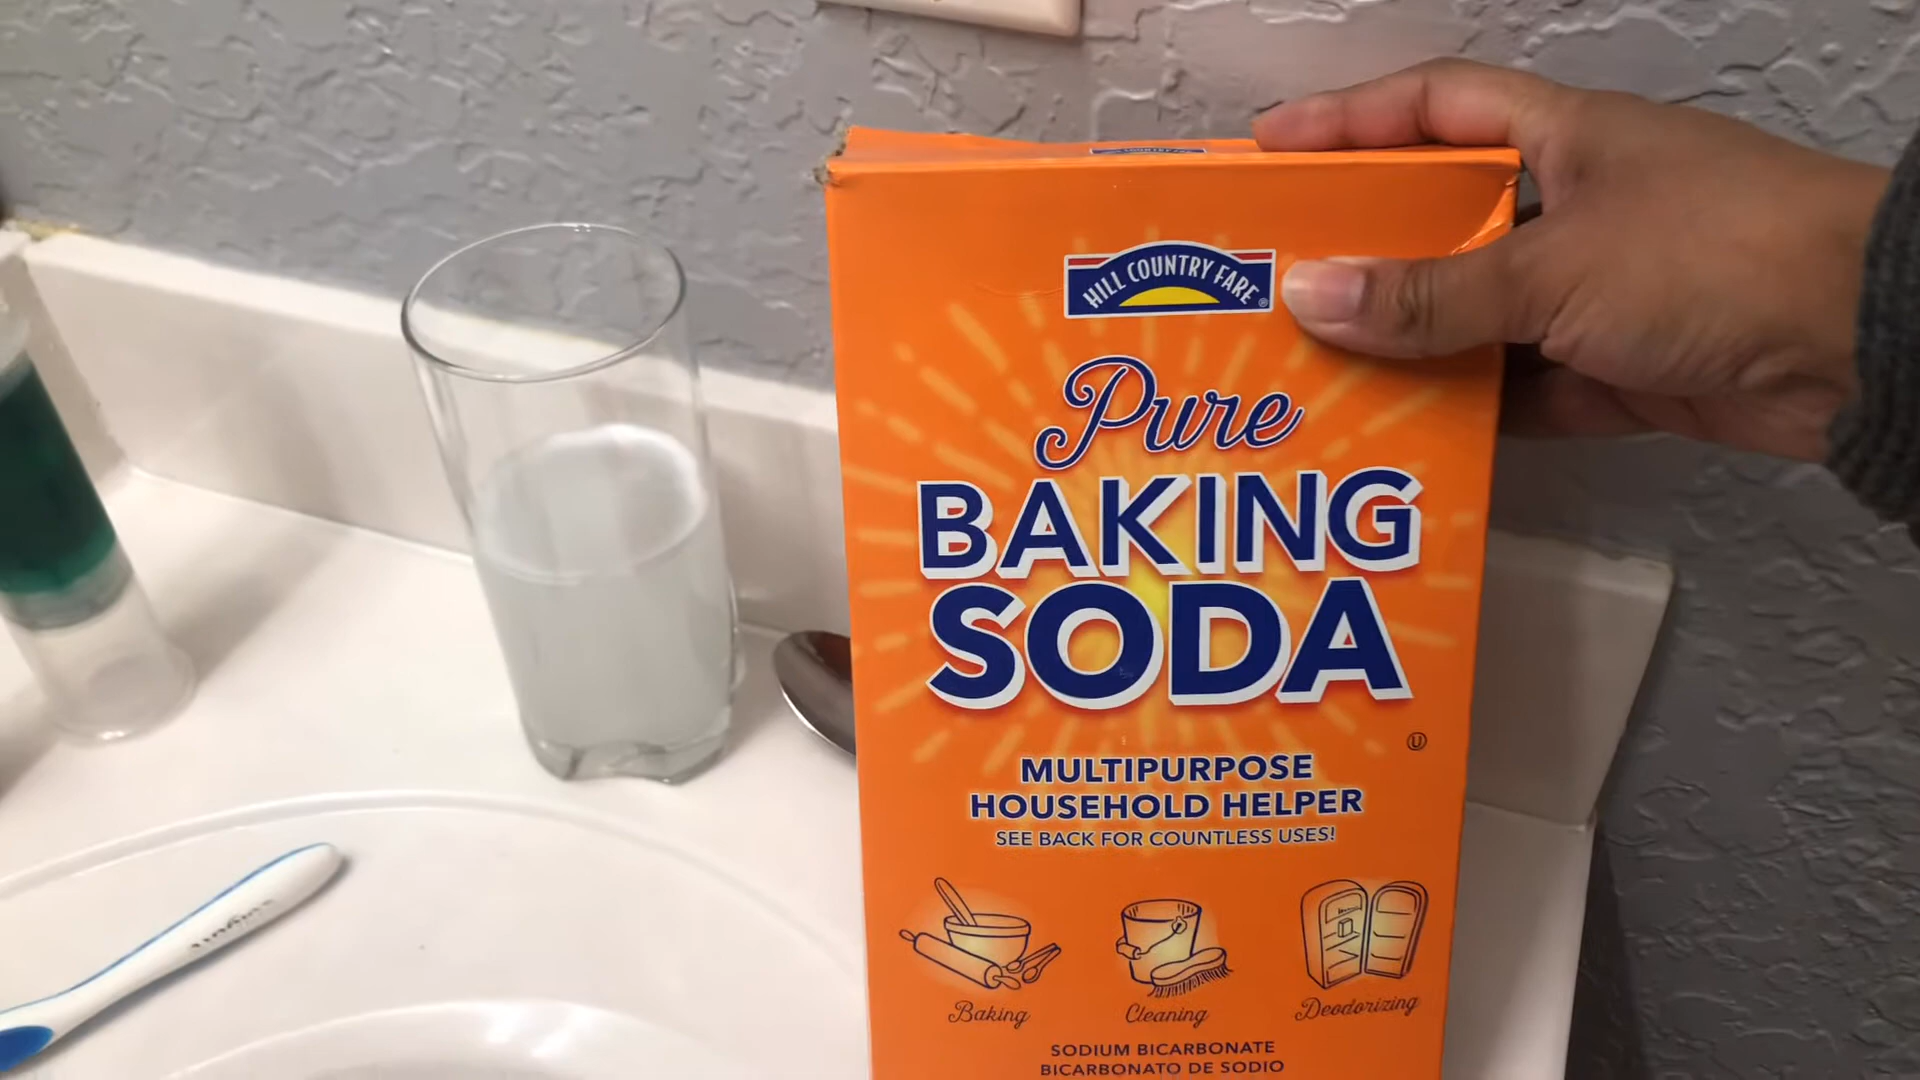 HILL COUNTRY FARE®
Pure
BAKING
SODA
U
MULTIPURPOSE
HOUSEHOLD HELPER
SEE BACK FOR COUNTLESS USES!
Baking Cleaning Deodorizing
SODIUM BICARBONATE
BICARBONATO DE SODIO